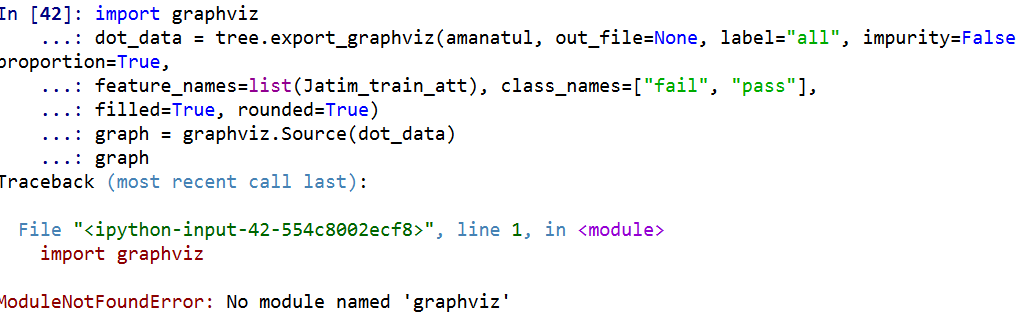 In [42]: import graphviz
...: dot_data = tree.export_graphviz(amanatul, out_file=None, label="all", impurity=False
proportion=True,
...: feature_names=list(Jatim_train_att), class_names=["fail", "pass"],
...: filled=True, rounded=True)
...: graph = graphviz.Source(dot_data)
...: graph
Traceback (most recent call last):
File "<ipython-input-42-554c8002ecf8>", line 1, in <module>
import graphviz
ModuleNotFoundError: No module named 'graphviz'